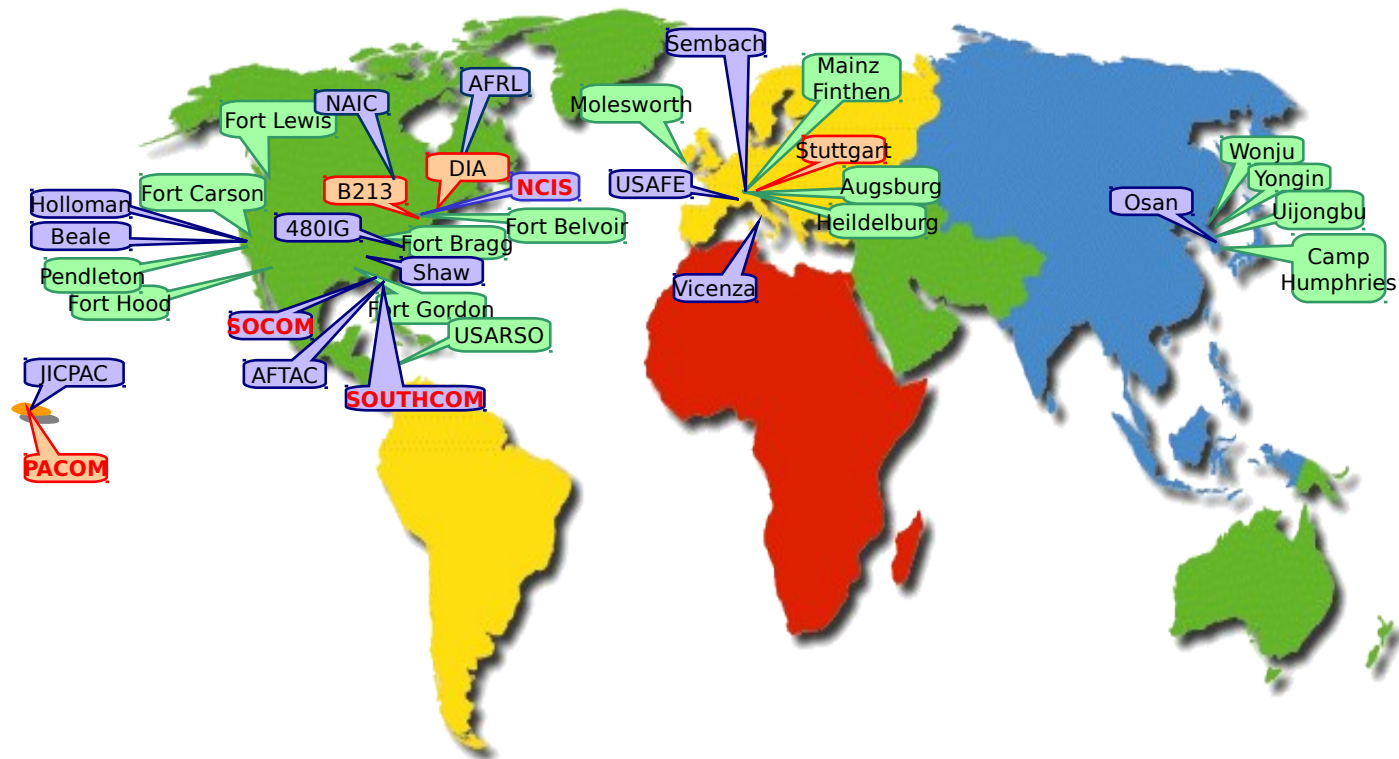 Sembach
Mainz
Finthen
AFRL
NAIC
Molesworth
Fort Lewis
Stuttgart
Wonju
DIA
Yongin
B213
NCIS
USAFE
Augsburg
Fort Carson
Holloman
Osan
Uijongbu
Heildelburg
480IG
Fort Belvoir
Beale
Fort Bragg
Camp
Humphries
Pendleton
Shaw
Vicenza
Fort Hood
Fort Gordon
SOCOM
USARSO
JICPAC
AFTAC
SOUTHCOM
PACOM